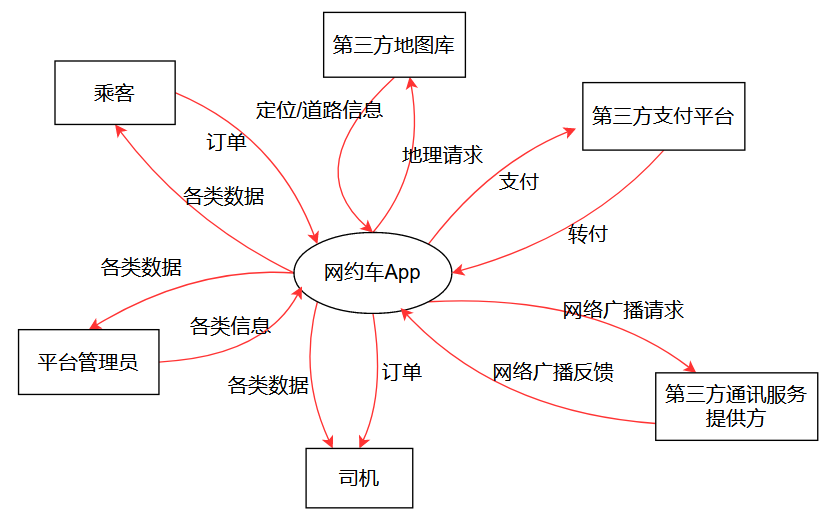 第三方地图库
乘客
定位/道路信息
第三方支付平台
订单
地理请求
支付
各类数据
转付
网约车App
各类数据
网络广播请求
各类信息
平台管理员
网络广播反馈
各类数据
订单
第三方通讯服务
提供方
司机